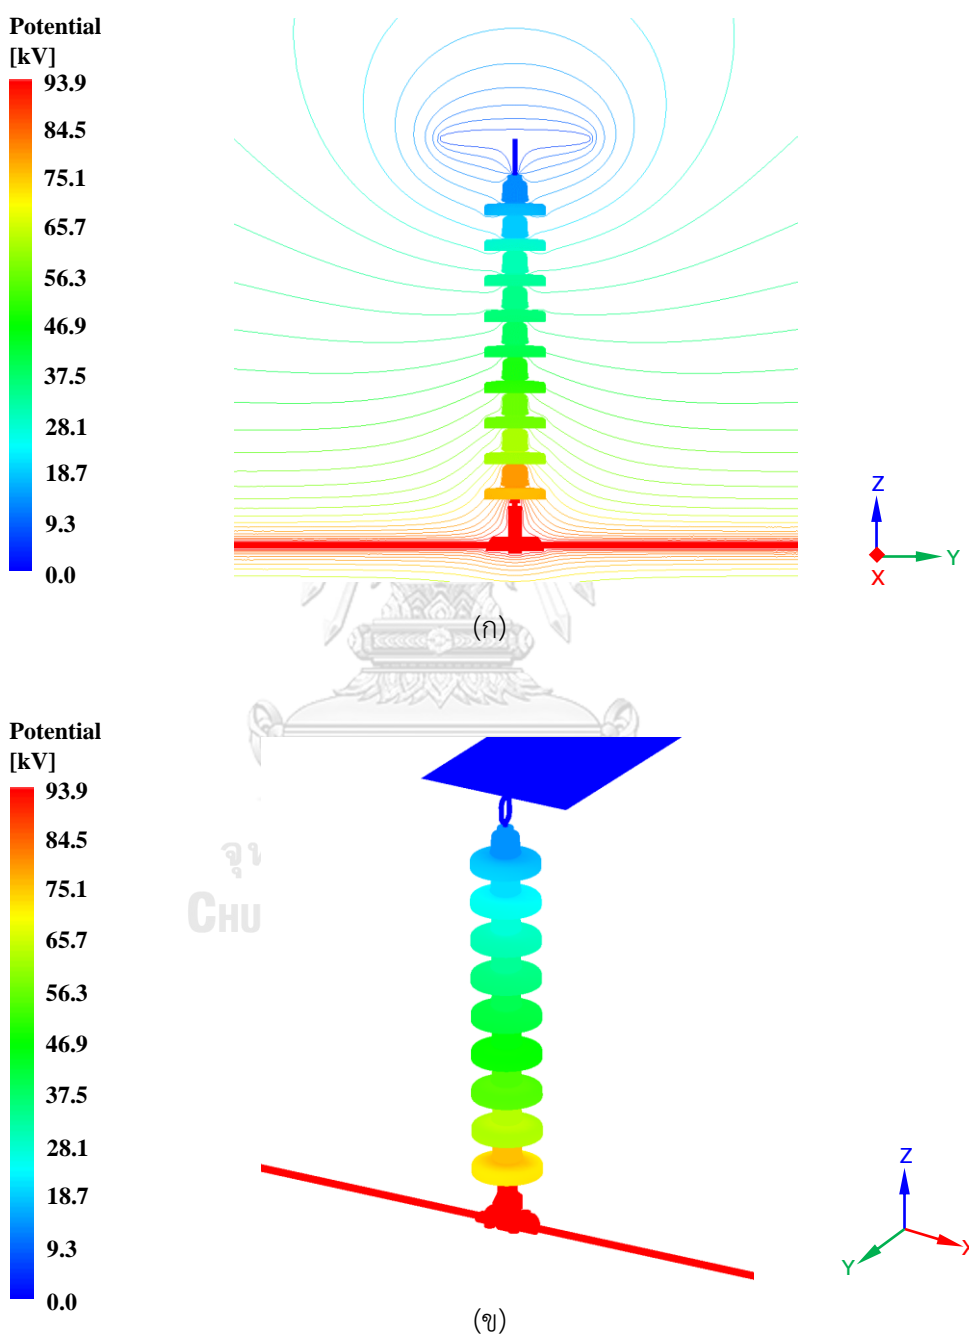 Potential
[kV]
93.9
84.5
75.1
65.7
56.3
46.9
37.5
28.1
18.7
9.3
0.0
Z
Y
X
(ก)
Potential
[kV]
93.9
84.5
75.1
65.7
56.3
46.9
37.5
28.1
18.7
9.3
0.0
จุ
CHU
Z
X
Y
(ข)